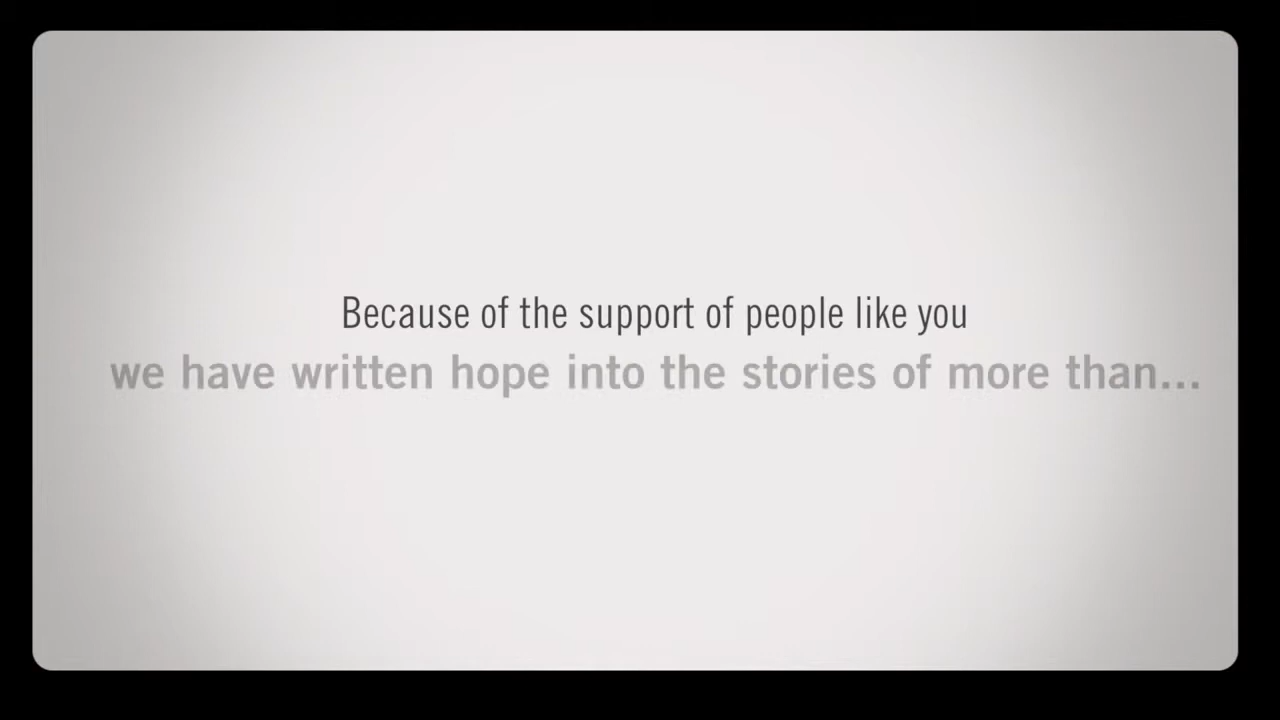 Because of the support of people like you
we have written hope into the stories of more than...